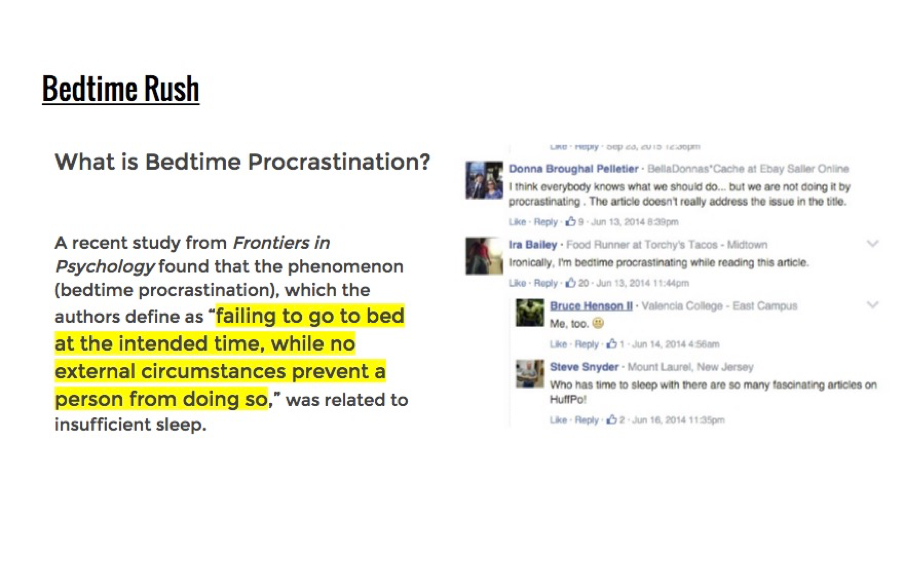 Bedtime Rush
What is Bedtime Procrastination?
A recent study from Frontiers in
Psychology found that the phenomenon
(bedtime procrastination), which the
authors define as “failing to go to bed
at the intended time, while no
external circumstances prevent a
person from doing so,” was related to
insufficient sleep.
Like · Reply · Sep 23, 2015 12:36pm
Donna Broughal Pelletier · BellaDonnas*Cache at Ebay Saller Online
I think everybody knows what we should do... but we are not doing it by
procrastinating . The article doesn't really address the issue in the title.
Like · Reply · 9 · Jun 13, 2014 8:39pm
Ira Bailey · Food Runner at Torchy's Tacos - Midtown
Ironically, I'm bedtime procrastinating while reading this article.
Like · Reply · 20 · Jun 13, 2014 11:44pm
Bruce Henson II · Valencia College - East Campus
Me, too. 😊
Like · Reply · 1 · Jun 14, 2014 4:56am
Steve Snyder · Mount Laurel, New Jersey
Who has time to sleep with there are so many fascinating articles on
HuffPo!
Like · Reply · 2 · Jun 16, 2014 11:35pm